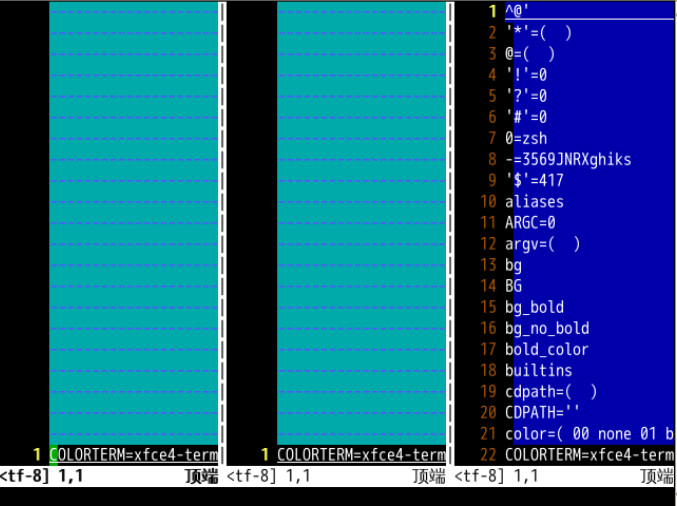 1 COLORTERM=xfce4-term
<tf-8] 1,1 顶端
1 COLORTERM=xfce4-term
<tf-8] 1,1 顶端
1 ^@'
2 '*'=(  )
3 @=(  )
4 '!'=0
5 '?'=0
6 '#'=0
7 0=zsh
8 -=3569JNRXghiks
9 '$'=417
10 aliases
11 ARGC=0
12 argv=(  )
13 bg
14 BG
15 bg_bold
16 bg_no_bold
17 bold_color
18 builtins
19 cdpath=(  )
20 CDPATH=''
21 color=( 00 none 01 b
22 COLORTERM=xfce4-term
<tf-8] 1,1 顶端